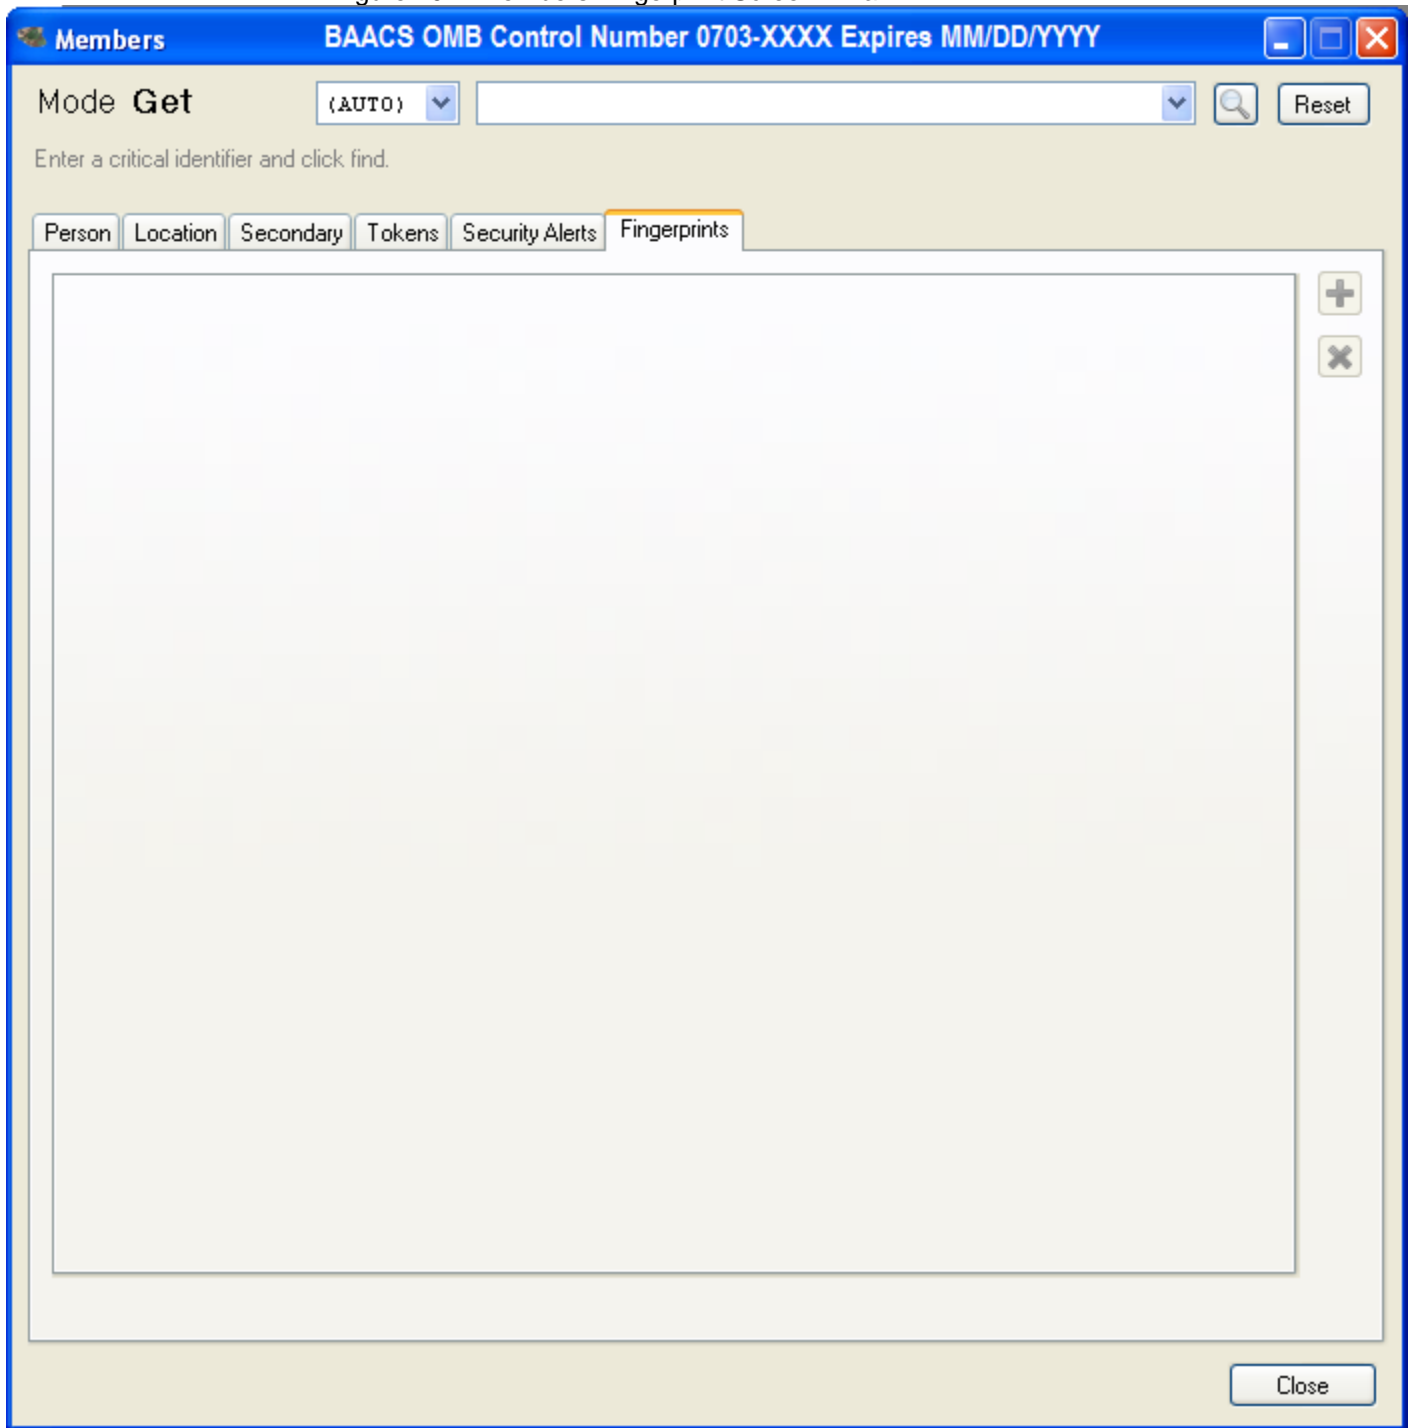 Members BAACS OMB Control Number 0703-XXXX Expires MM/DD/YYYY
Mode Get (AUTO) Reset
Enter a critical identifier and click find.
Person Location Secondary Tokens Security Alerts Fingerprints
Close